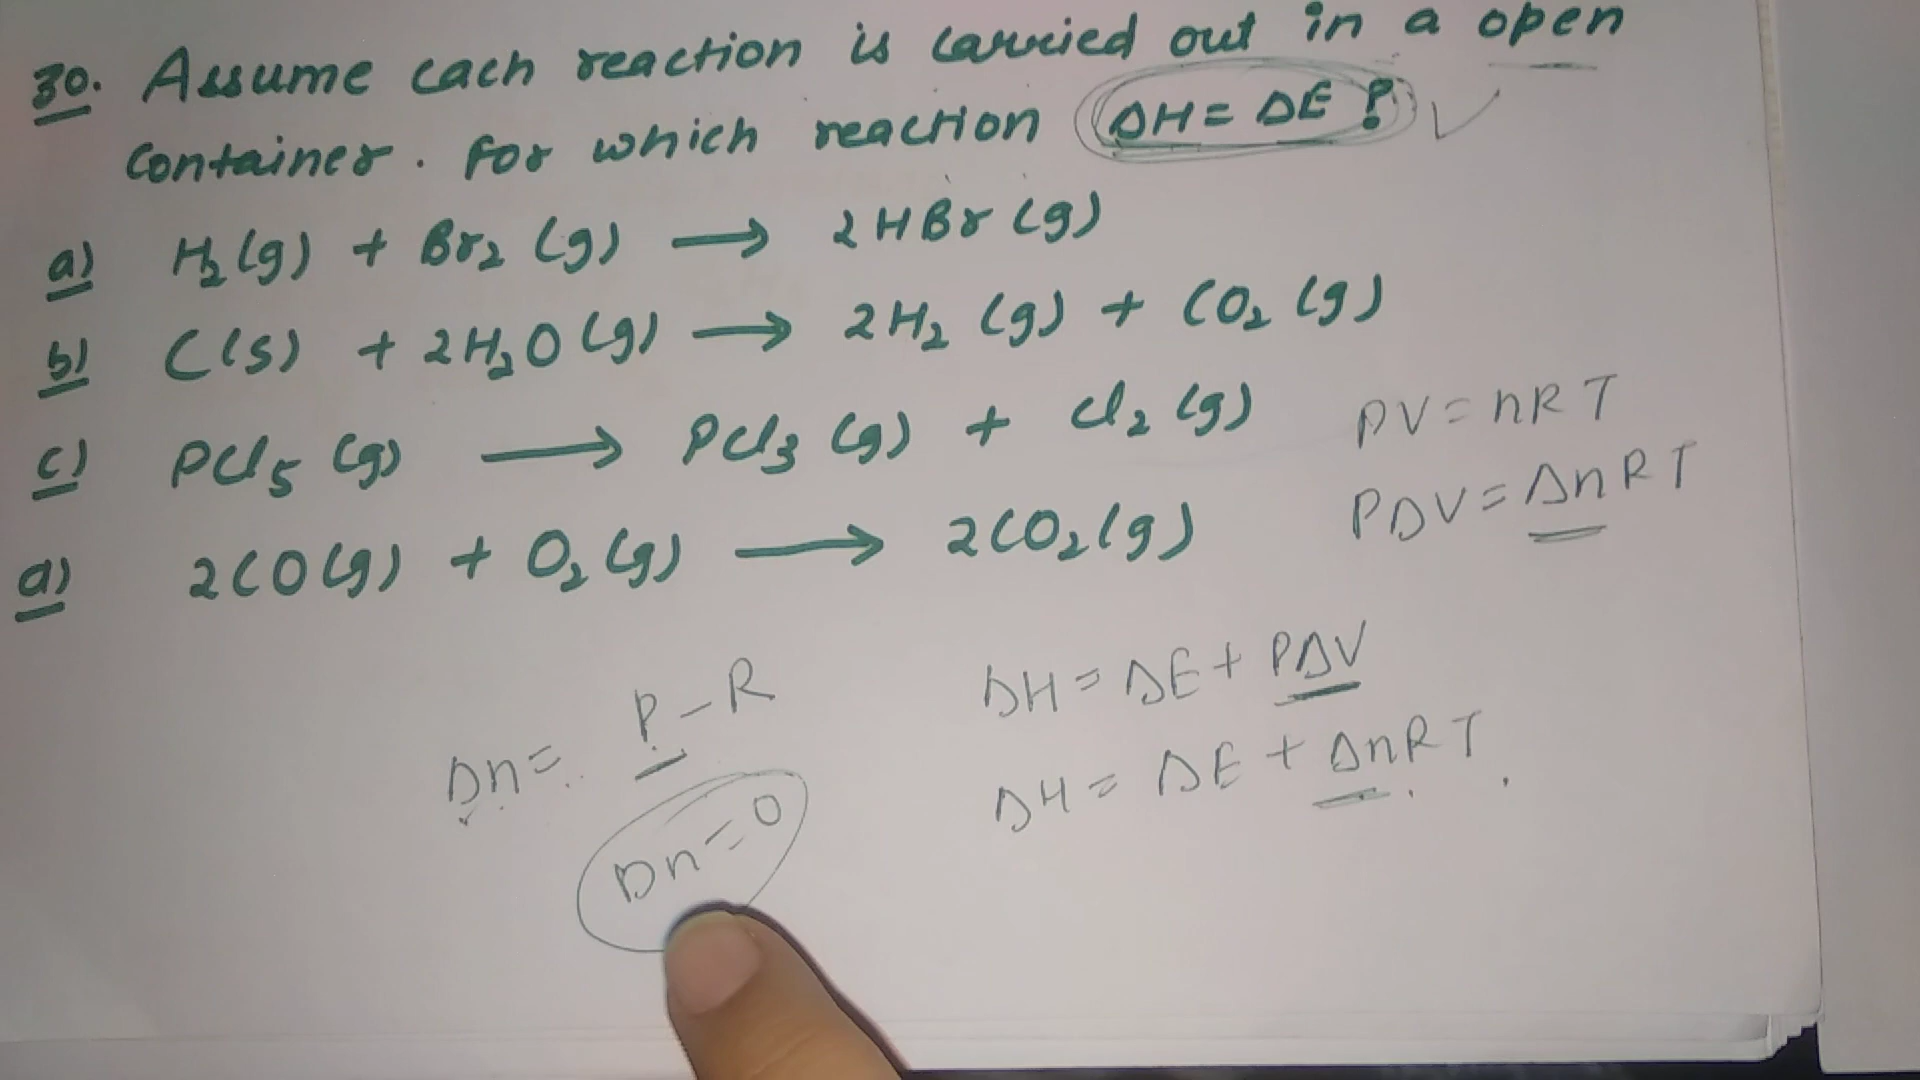 30. Assume each reaction is carried out in a open
container. For which reaction ΔH = ΔE ?
a) H₂(g) + Br₂ (g) → 2HBr (g)
b) C(s) + 2H₂O (g) → 2H₂ (g) + CO₂ (g)
c) PCl₅ (g) → PCl₃ (g) + Cl₂ (g)
d) 2CO(g) + O₂ (g) → 2CO₂(g)
PV = nRT
PΔV = ΔnRT
Δn = P - R
Δn = 0
ΔH = ΔE + PΔV
ΔH = ΔE + ΔnRT